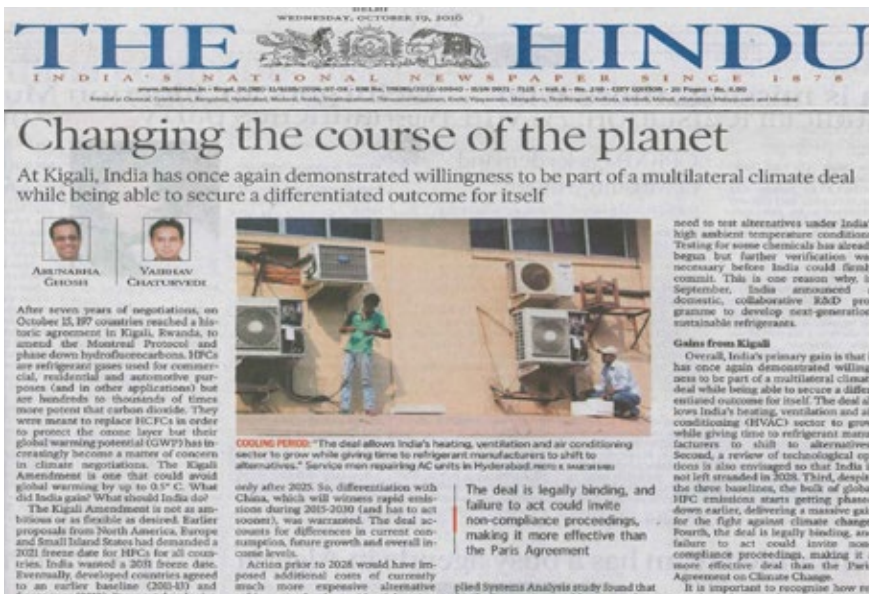 DELHI
WEDNESDAY, OCTOBER 19, 2016
THE HINDU
INDIA'S NATIONAL NEWSPAPER SINCE 1878
Changing the course of the planet
At Kigali, India has once again demonstrated willingness to be part of a multilateral climate deal
while being able to secure a differentiated outcome for itself
ARUNABHA
GHOSH
VAIBHAV
CHATURVEDI
After seven years of negotiations, on
October 15, 197 countries reached a his-
toric agreement in Kigali, Rwanda, to
amend the Montreal Protocol and
phase down hydrofluorocarbons. HFCs
are refrigerant gases used for commer-
cial, residential and automotive pur-
poses (and in other applications) but
are hundreds to thousands of times
more potent that carbon dioxide. They
were meant to replace HCFCs in order
to protect the ozone layer but their
global warming potential (GWP) has in-
creasingly become a matter of concern
in climate negotiations. The Kigali
Amendment is one that could avoid
global warming by up to 0.5° C. What
did India gain? What should India do?
The Kigali Amendment is not as am-
bitious or as flexible as desired. Earlier
proposals from North America, Europe
and Small Island States had demanded a
2021 freeze date for HFCs for all coun-
tries. India wanted a 2031 freeze date.
Eventually, developed countries agreed
to an earlier baseline (2011-13) and
COOLING PERIOD: "The deal allows India's heating, ventilation and air conditioning
sector to grow while giving time to refrigerant manufacturers to shift to
alternatives." Service men repairing AC units in Hyderabad.
only after 2025. So, differentiation with
China, which will witness rapid emis-
sions during 2015-2030 (and has to act
sooner), was warranted. The deal ac-
counts for differences in current con-
sumption, future growth and overall in-
come levels.
Action prior to 2028 would have im-
posed additional costs of currently
much more expensive alternative
The deal is legally binding, and
failure to act could invite
non-compliance proceedings,
making it more effective than
the Paris Agreement
plied Systems Analysis study found that
need to test alternatives under India'
high ambient temperature condition
Testing for some chemicals has alread
begun but further verification wa
necessary before India could firml
commit. This is one reason why, i
September, India announced
domestic, collaborative R&D pro
gramme to develop next-generation
sustainable refrigerants.
Gains from Kigali
Overall, India's primary gain is that i
has once again demonstrated willing
ness to be part of a multilateral climat
deal while being able to secure a differ
entiated outcome for itself. The deal al
lows India's heating, ventilation and ai
conditioning (HVAC) sector to grow
while giving time to refrigerant manu
facturers to shift to alternatives
Second, a review of technological op
tions is also envisaged so that India i
not left stranded in 2028. Third, despit
the three baselines, the bulk of globa
HFC emissions starts getting phase
down earlier, delivering a massive gai
for the fight against climate change
Fourth, the deal is legally binding, and
failure to act could invite non
compliance proceedings, making it
more effective deal than the Paris
Agreement on Climate Change.
It is important to recognise how re